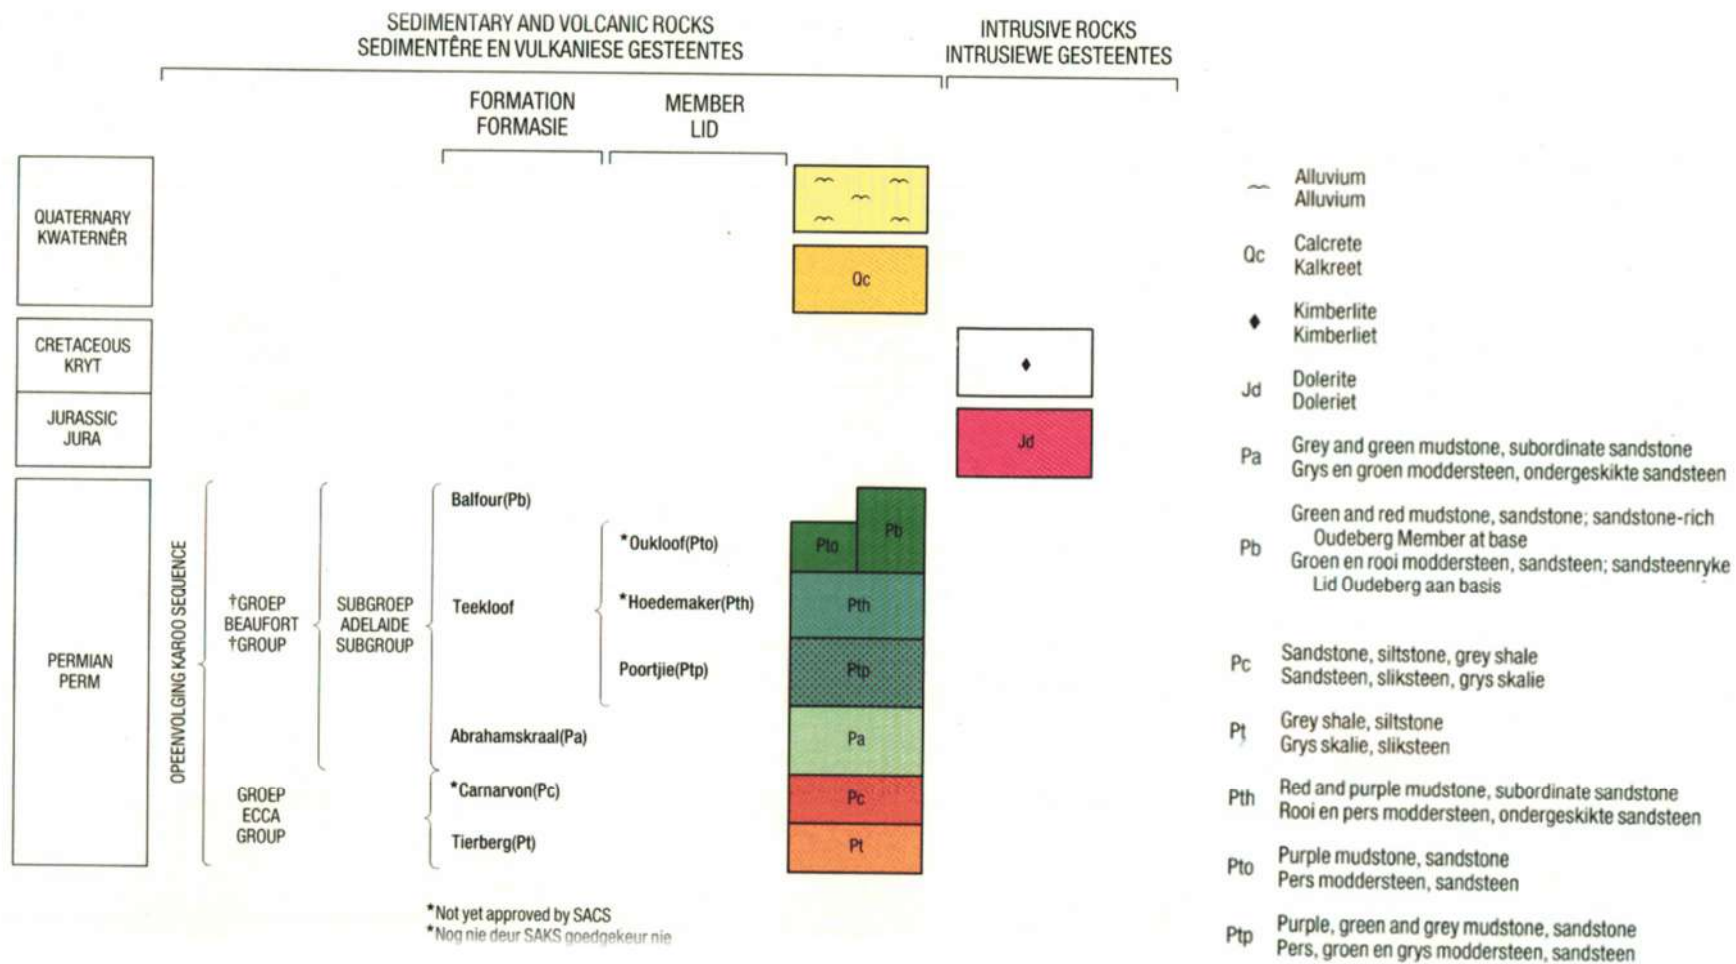 SEDIMENTARY AND VOLCANIC ROCKS
SEDIMENTÊRE EN VULKANIESE GESTEENTES
INTRUSIVE ROCKS
INTRUSIEWE GESTEENTES
FORMATION
FORMASIE
MEMBER
LID
QUATERNARY
KWATERNÊR
Qc
CRETACEOUS
KRYT
JURASSIC
JURA
Jd
PERMIAN
PERM
OPEENVOLGING KAROO SEQUENCE
†GROEP
BEAUFORT
†GROUP
SUBGROEP
ADELAIDE
SUBGROUP
GROEP
ECCA
GROUP
Balfour(Pb)
Teekloof
Abrahamskraal(Pa)
*Carnarvon(Pc)
Tierberg(Pt)
*Oukloof(Pto)
*Hoedemaker(Pth)
Poortjie(Ptp)
Pb
Pto
Pth
Ptp
Pa
Pc
Pt
*Not yet approved by SACS
*Nog nie deur SAKS goedgekeur nie
Alluvium
Alluvium
Qc Calcrete
Kalkreet
Kimberlite
Kimberliet
Jd Dolerite
Doleriet
Pa Grey and green mudstone, subordinate sandstone
Grys en groen moddersteen, ondergeskikte sandsteen
Pb Green and red mudstone, sandstone; sandstone-rich
Oudeberg Member at base
Groen en rooi moddersteen, sandsteen; sandsteenryke
Lid Oudeberg aan basis
Pc Sandstone, siltstone, grey shale
Sandsteen, sliksteen, grys skalie
Pt Grey shale, siltstone
Grys skalie, sliksteen
Pth Red and purple mudstone, subordinate sandstone
Rooi en pers moddersteen, ondergeskikte sandsteen
Pto Purple mudstone, sandstone
Pers moddersteen, sandsteen
Ptp Purple, green and grey mudstone, sandstone
Pers, groen en grys moddersteen, sandsteen